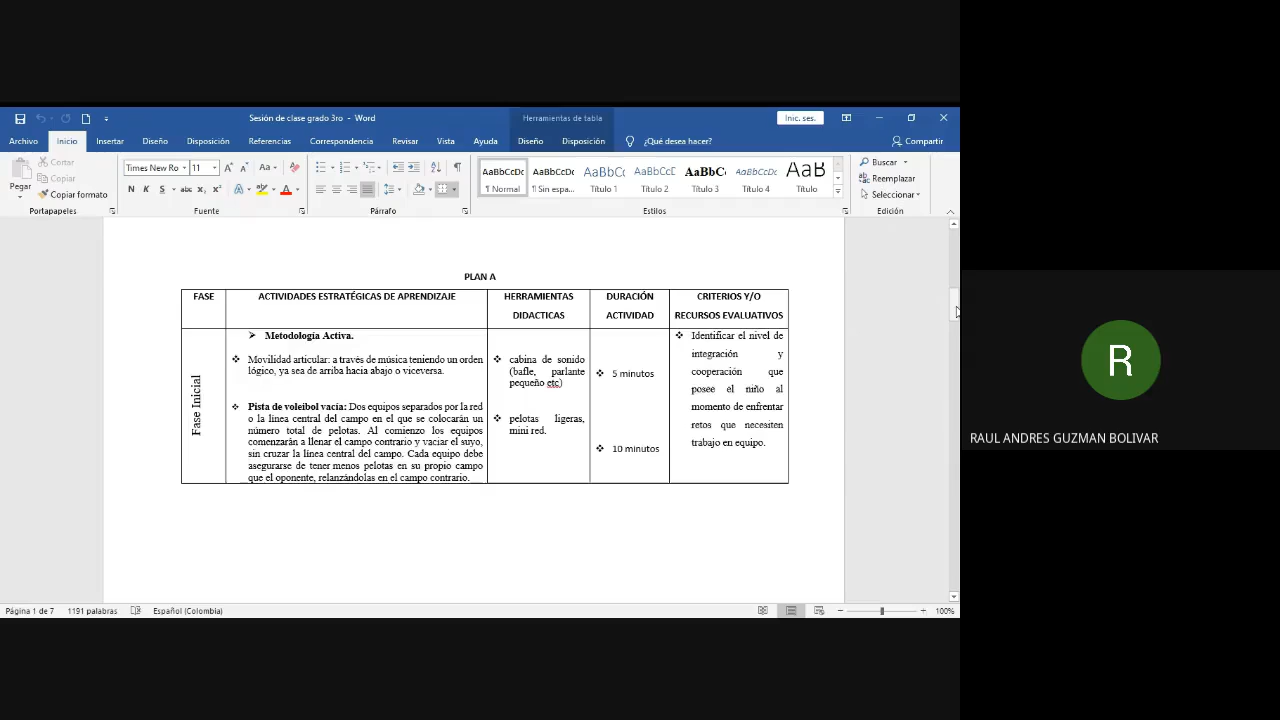 Sesión de clase grado 3ro - Word
Herramientas de tabla
Inic. ses.
Archivo Inicio Insertar Diseño Disposición Referencias Correspondencia Revisar Vista Ayuda Diseño Disposición ¿Qué desea hacer? Compartir
Pegar
Cortar
Copiar
Copiar formato
Portapapeles
Times New Ro 11
Aa
N K S abc x₂ x²
Fuente
Párrafo
AaBbCcDc AaBbCcDc AaBbCc AaBbCcD AaBbC AaBbCcD AaB
¶ Normal ¶ Sin espa... Título 1 Título 2 Título 3 Título 4 Título
Estilos
Buscar
Reemplazar
Seleccionar
Edición
PLAN A
FASE
ACTIVIDADES ESTRATÉGICAS DE APRENDIZAJE
HERRAMIENTAS
DIDACTICAS
DURACIÓN
ACTIVIDAD
CRITERIOS Y/O
RECURSOS EVALUATIVOS
Fase Inicial
Metodología Activa.
Movilidad articular: a través de música teniendo un orden
lógico, ya sea de arriba hacia abajo o viceversa.
Pista de voleibol vacía: Dos equipos separados por la red
o la línea central del campo en el que se colocarán un
número total de pelotas. Al comienzo los equipos
comenzarán a llenar el campo contrario y vaciar el suyo,
sin cruzar la línea central del campo. Cada equipo debe
asegurarse de tener menos pelotas en su propio campo
que el oponente, relanzándolas en el campo contrario.
cabina de sonido
(bafle, parlante
pequeño etc)
pelotas ligeras,
mini red.
5 minutos
10 minutos
Identificar el nivel de
integración y
cooperación que
posee el niño al
momento de enfrentar
retos que necesiten
trabajo en equipo.
Página 1 de 7 1191 palabras Español (Colombia)
100%
R
RAUL ANDRES GUZMAN BOLIVAR